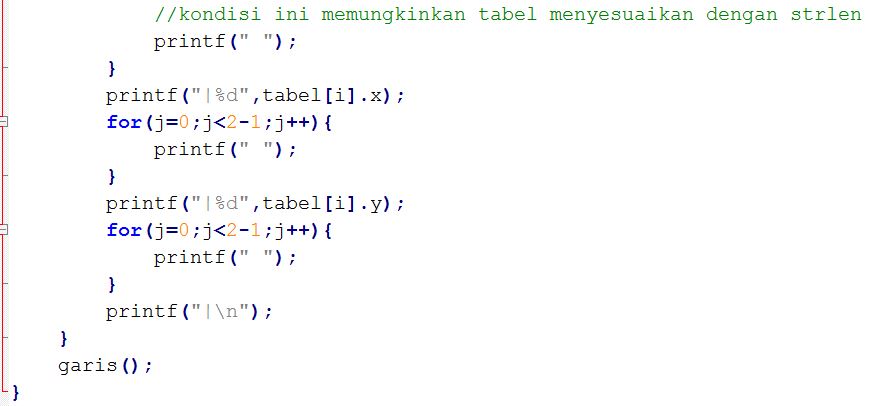 //kondisi ini memungkinkan tabel menyesuaikan dengan strlen
printf(" ");
}
printf("|%d",tabel[i].x);
for(j=0;j<2-1;j++){
printf(" ");
}
printf("|%d",tabel[i].y);
for(j=0;j<2-1;j++){
printf(" ");
}
printf("|\n");
}
garis();
}